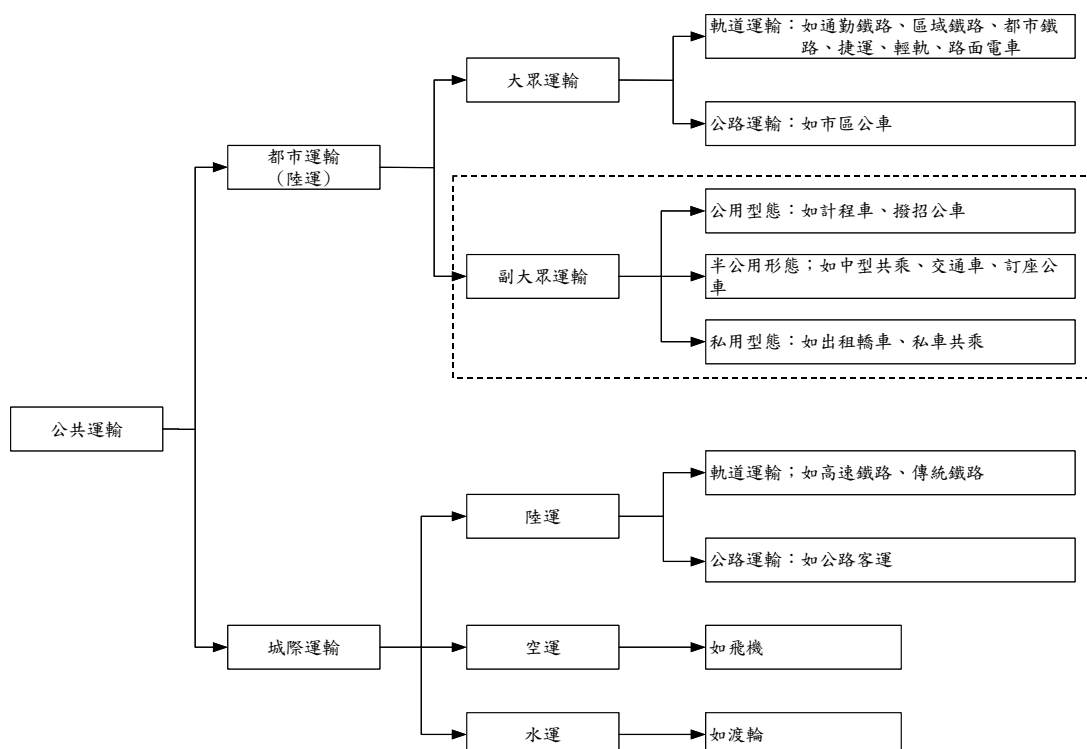 軌道運輸：如通勤鐵路、區域鐵路、都市鐵
路、捷運、輕軌、路面電車
大眾運輸
公路運輸：如市區公車
都市運輸
（陸運）
公用型態：如計程車、撥招公車
副大眾運輸
半公用形態；如中型共乘、交通車、訂座公
車
私用型態：如出租轎車、私車共乘
公共運輸
軌道運輸；如高速鐵路、傳統鐵路
陸運
公路運輸：如公路客運
城際運輸
空運
如飛機
水運
如渡輪